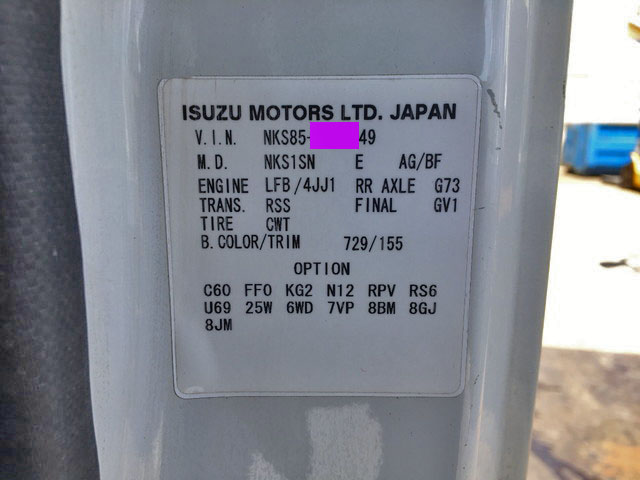 ISUZU MOTORS LTD. JAPAN
V.I.N. NKS85- 49
M.D. NKS1SN E AG/BF
ENGINE LFB/4JJ1 RR AXLE G73
TRANS. RSS FINAL GV1
TIRE CWT
B.COLOR/TRIM 729/155
OPTION
C60 FF0 KG2 N12 RPV RS6
U69 25W 6WD 7VP 8BM 8GJ
8JM